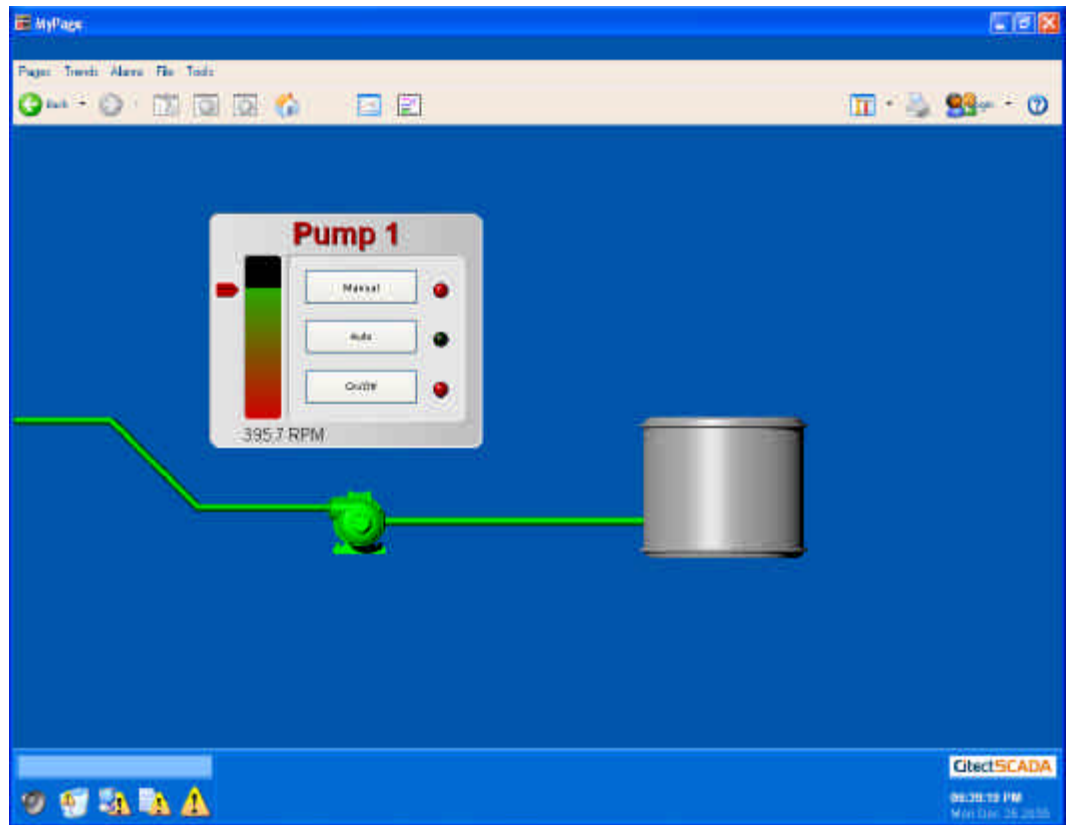 MyPage
Pages Trends Alarms File Tools
Back
Pump 1
Manual
Auto
On/Off
395.7 RPM
CitectSCADA